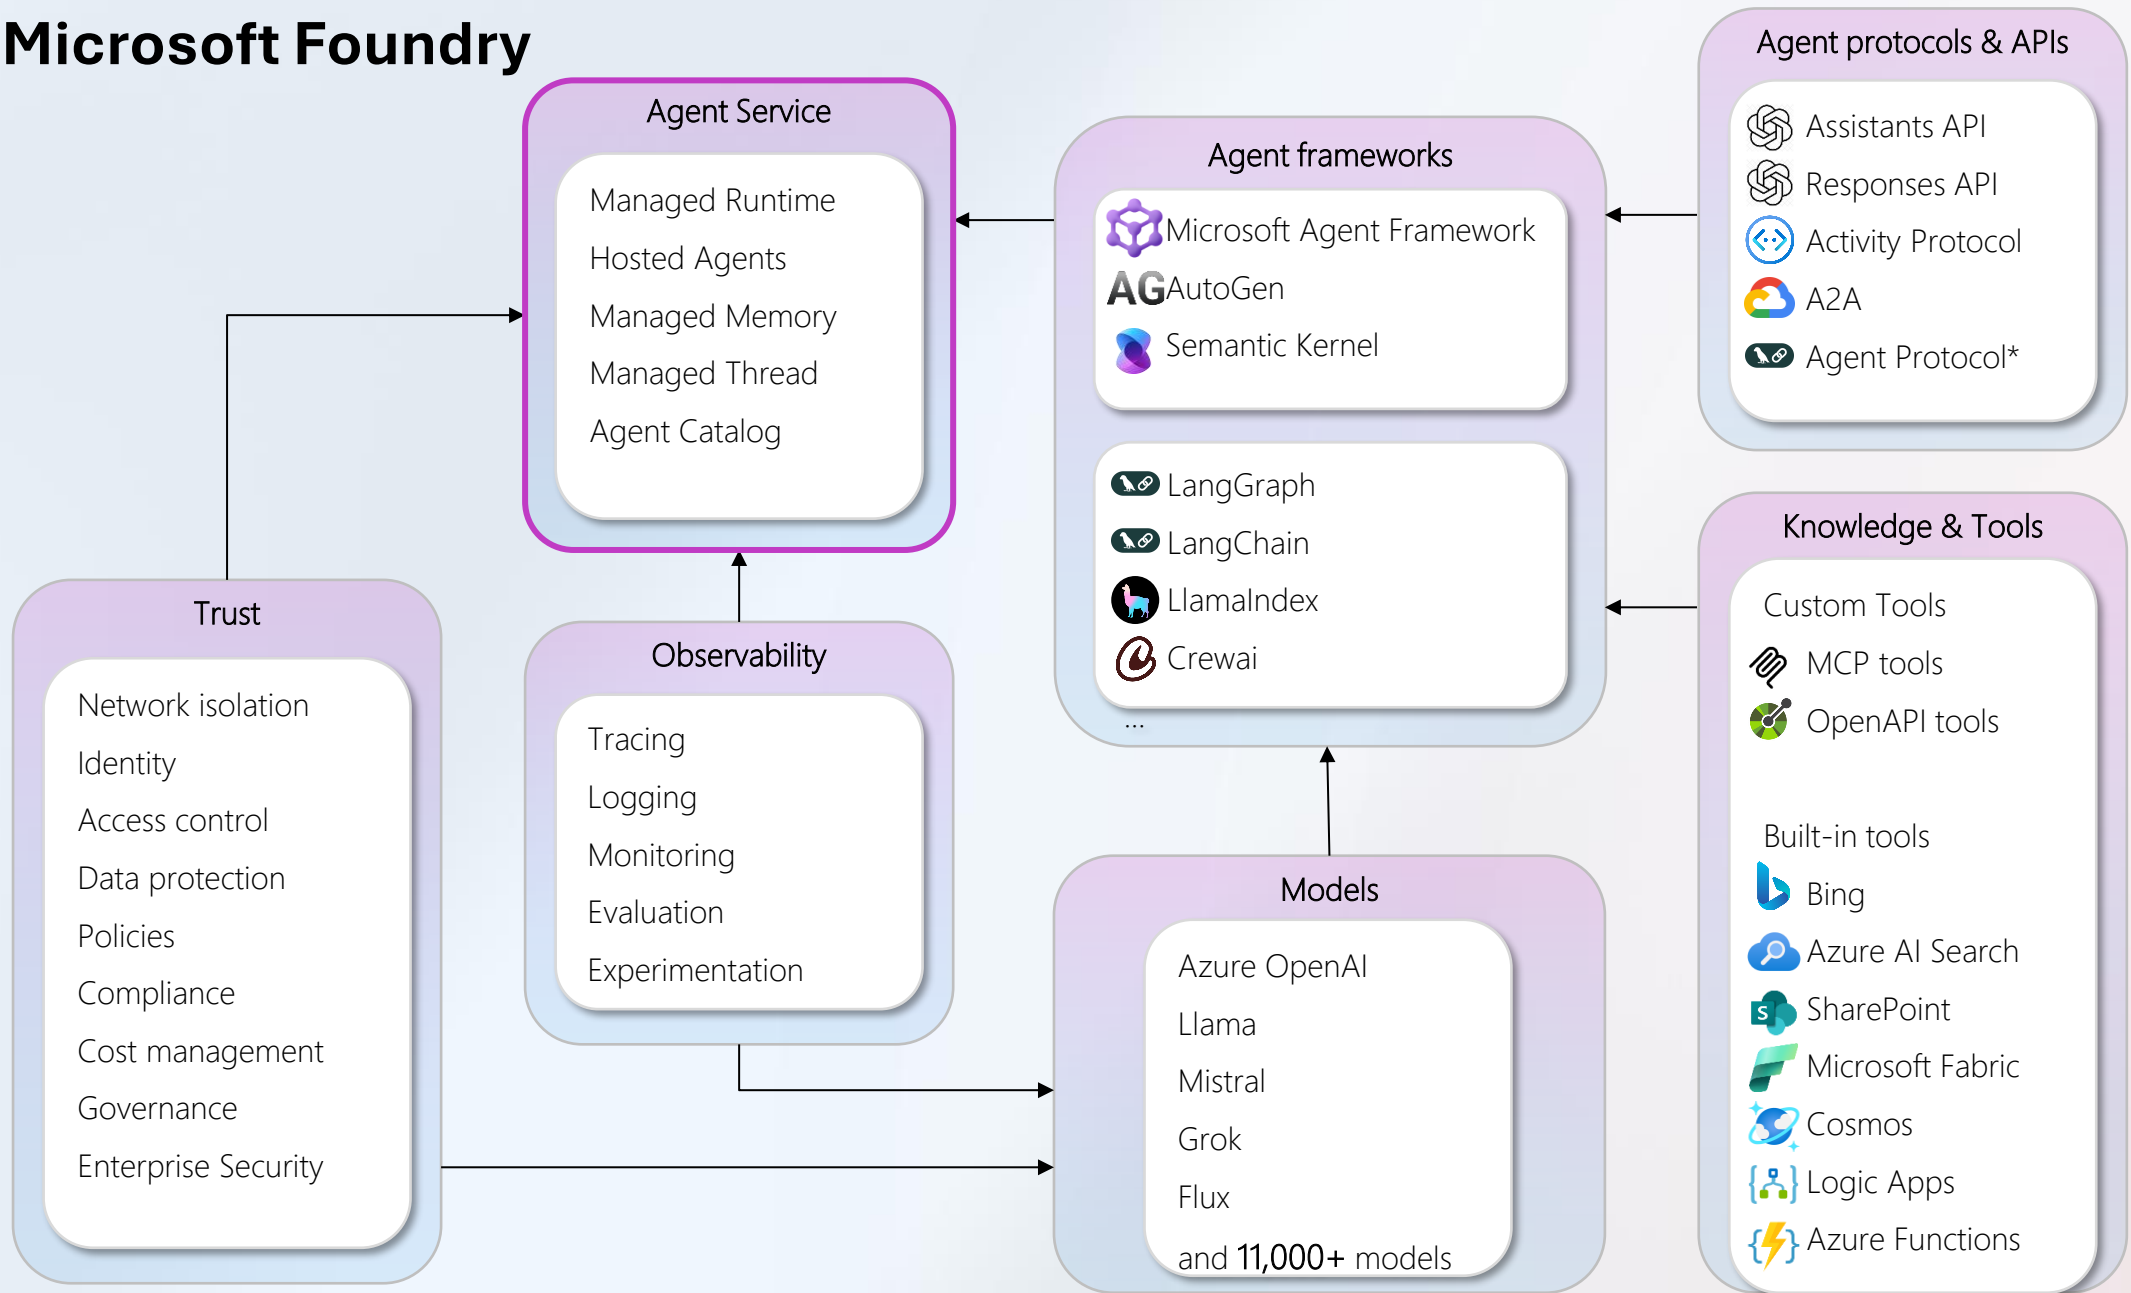 Microsoft Foundry
Agent Service
Managed Runtime
Hosted Agents
Managed Memory
Managed Thread
Agent Catalog
Agent frameworks
Microsoft Agent Framework
AG AutoGen
Semantic Kernel
LangGraph
LangChain
LlamaIndex
Crewai
...
Agent protocols & APIs
Assistants API
Responses API
Activity Protocol
A2A
Agent Protocol*
Trust
Network isolation
Identity
Access control
Data protection
Policies
Compliance
Cost management
Governance
Enterprise Security
Observability
Tracing
Logging
Monitoring
Evaluation
Experimentation
Models
Azure OpenAI
Llama
Mistral
Grok
Flux
and 11,000+ models
Knowledge & Tools
Custom Tools
MCP tools
OpenAPI tools
Built-in tools
Bing
Azure AI Search
S SharePoint
Microsoft Fabric
Cosmos
Logic Apps
Azure Functions